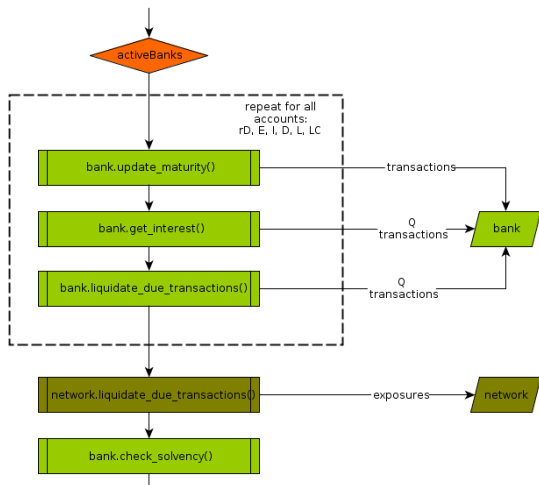 activeBanks
repeat for all
accounts:
rD, E, I, D, L, LC
bank.update_maturity()
transactions
bank.get_interest()
Q
transactions
bank
bank.liquidate_due_transactions()
Q
transactions
network.liquidate_due_transactions()
exposures
network
bank.check_solvency()